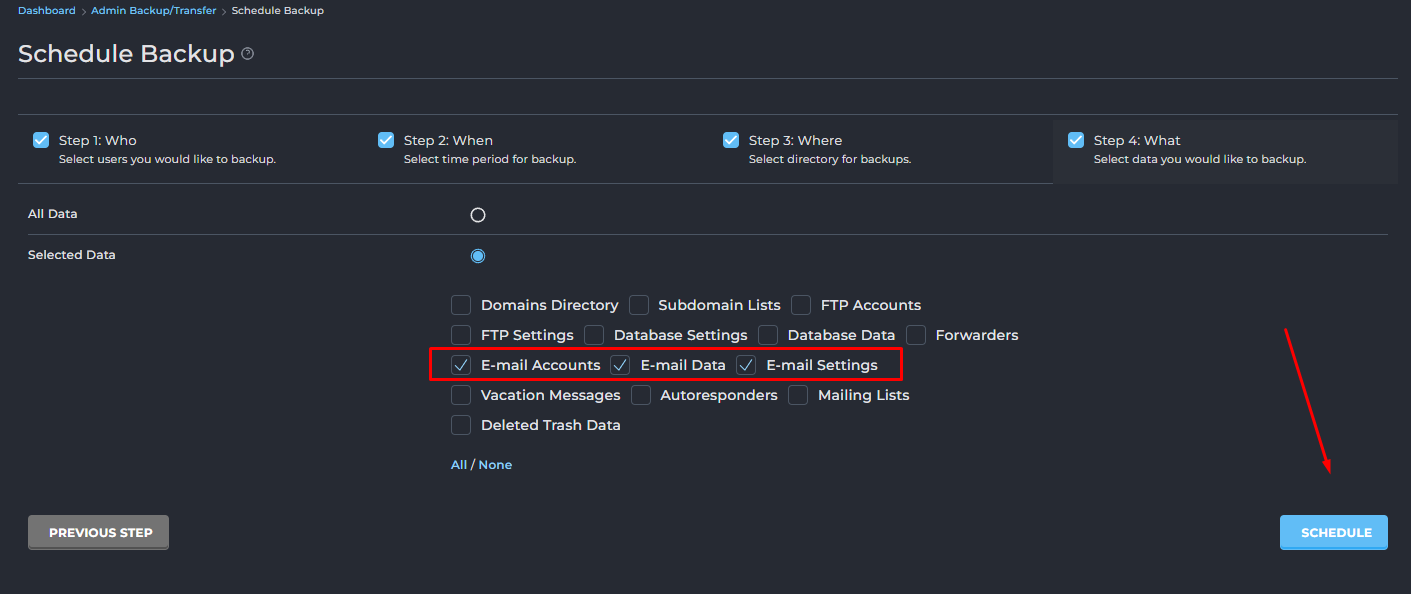 Dashboard > Admin Backup/Transfer > Schedule Backup
Schedule Backup ?
Step 1: Who
Select users you would like to backup.
Step 2: When
Select time period for backup.
Step 3: Where
Select directory for backups.
Step 4: What
Select data you would like to backup.
All Data
Selected Data
Domains Directory Subdomain Lists FTP Accounts
FTP Settings Database Settings Database Data Forwarders
E-mail Accounts E-mail Data E-mail Settings
Vacation Messages Autoresponders Mailing Lists
Deleted Trash Data
All / None
PREVIOUS STEP SCHEDULE